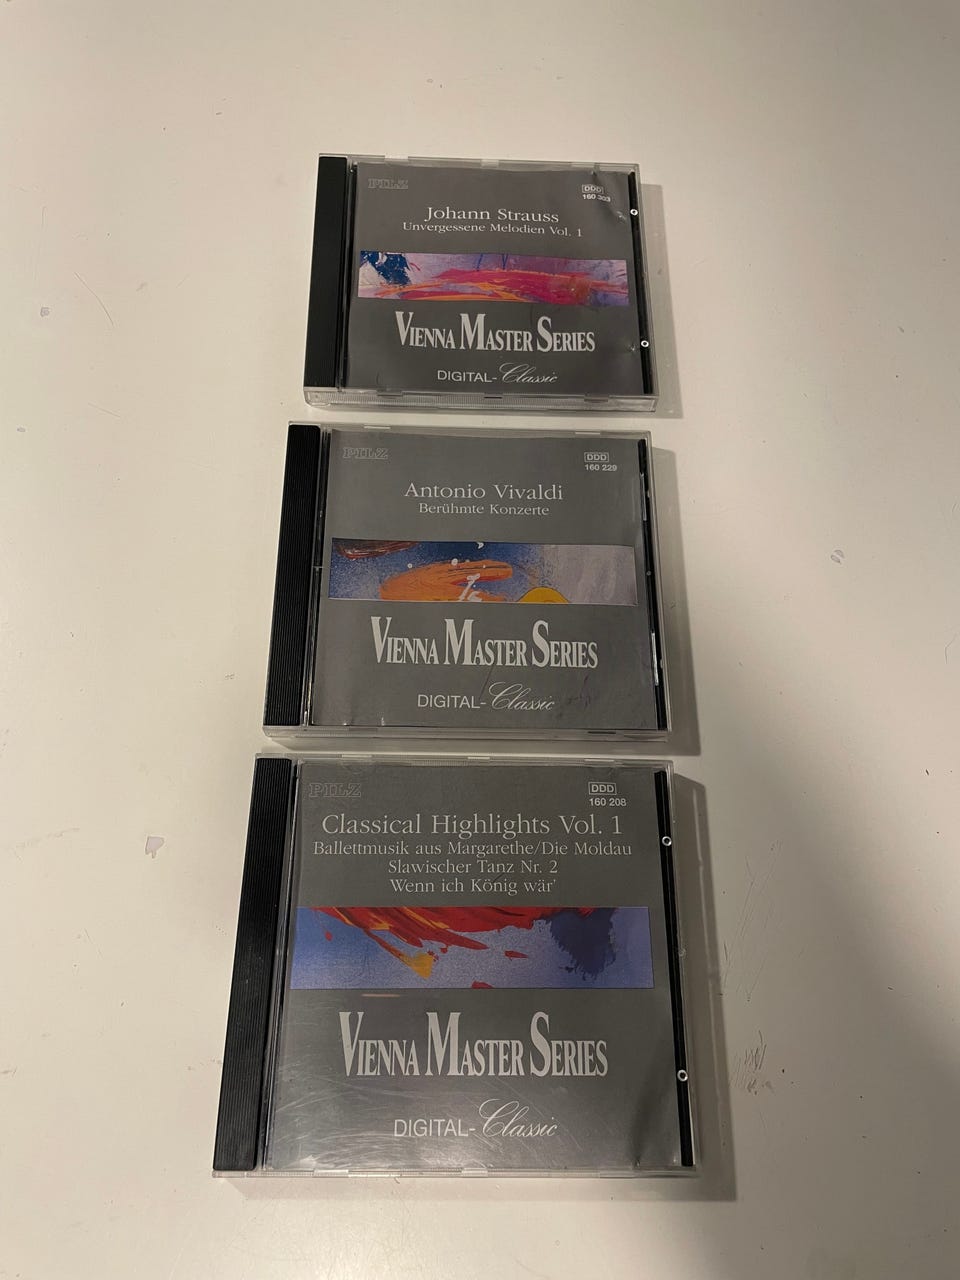 PILZ
DDD
160 303
Johann Strauss
Unvergessene Melodien Vol. 1
VIENNA MASTER SERIES
DIGITAL-Classic
PILZ
DDD
160 229
Antonio Vivaldi
Berühmte Konzerte
VIENNA MASTER SERIES
DIGITAL-Classic
PILZ
DDD
160 208
Classical Highlights Vol. 1
Ballettmusik aus Margarethe/Die Moldau
Slawischer Tanz Nr. 2
Wenn ich König wär'
VIENNA MASTER SERIES
DIGITAL-Classic